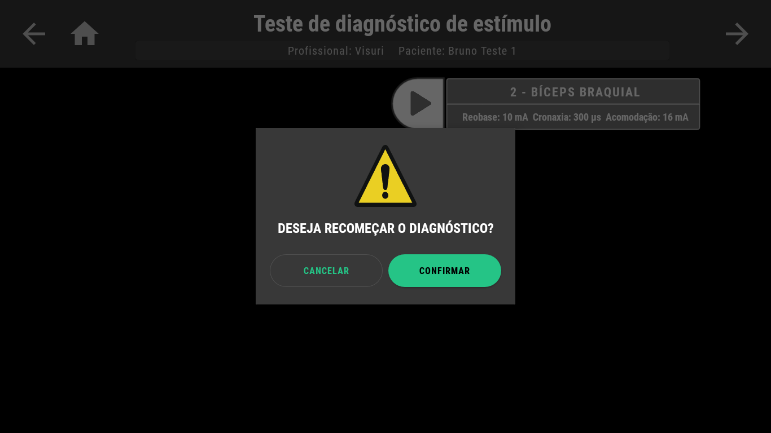 Teste de diagnóstico de estímulo
Profissional: Visuri Paciente: Bruno Teste 1
2 - BÍCEPS BRAQUIAL
Reobase: 10 mA Cronaxia: 300 µs Acomodação: 16 mA
DESEJA RECOMEÇAR O DIAGNÓSTICO?
CANCELAR CONFIRMAR